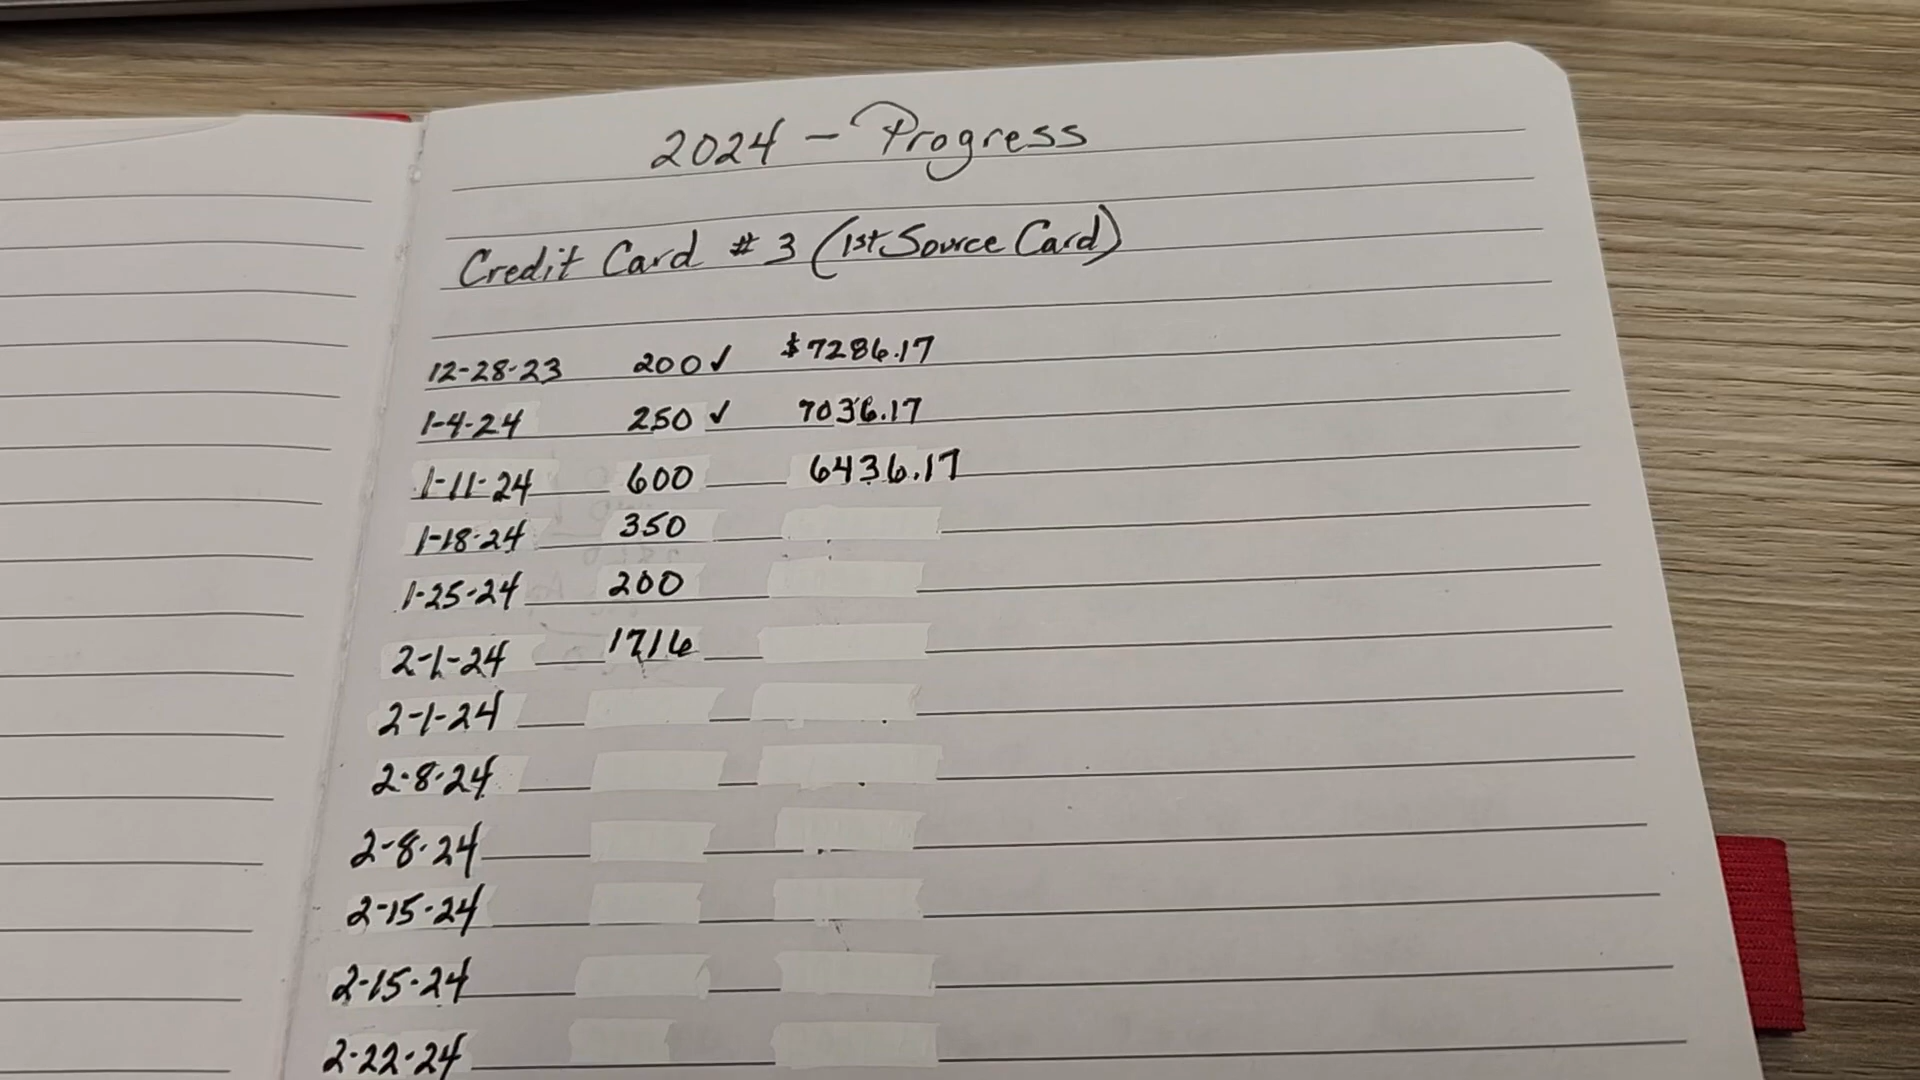 2024 - Progress
Credit Card # 3 (1st Source Card)
12-28-23 200✓ $7286.17
1-4-24 250✓ 7036.17
1-11-24 600 6436.17
1-18-24 350
1-25-24 200
2-1-24 1716
2-1-24
2-8-24
2-8-24
2-15-24
2-15-24
2-22-24